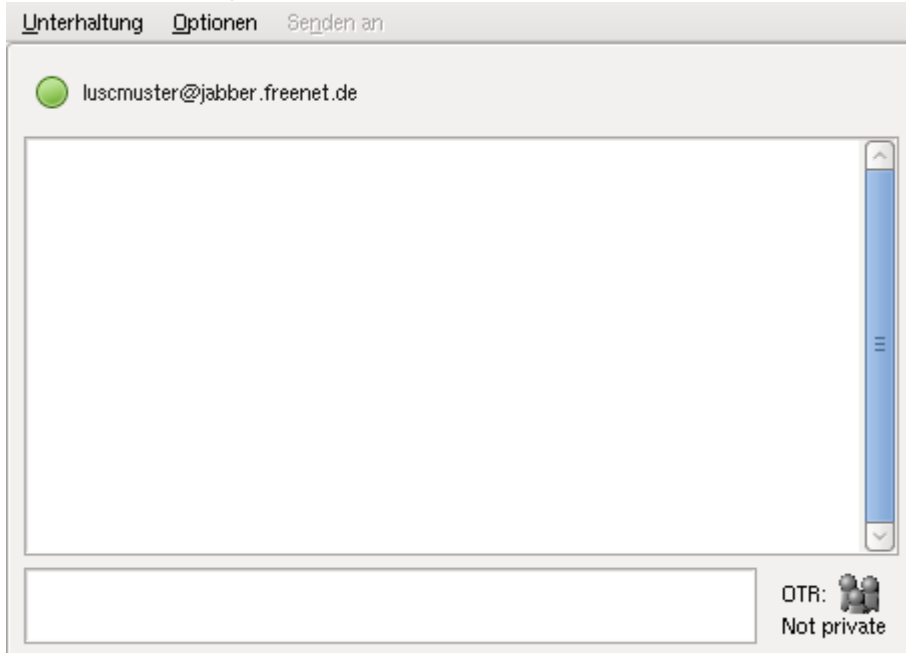 Unterhaltung Optionen Senden an
luscmuster@jabber.freenet.de
OTR:
Not private